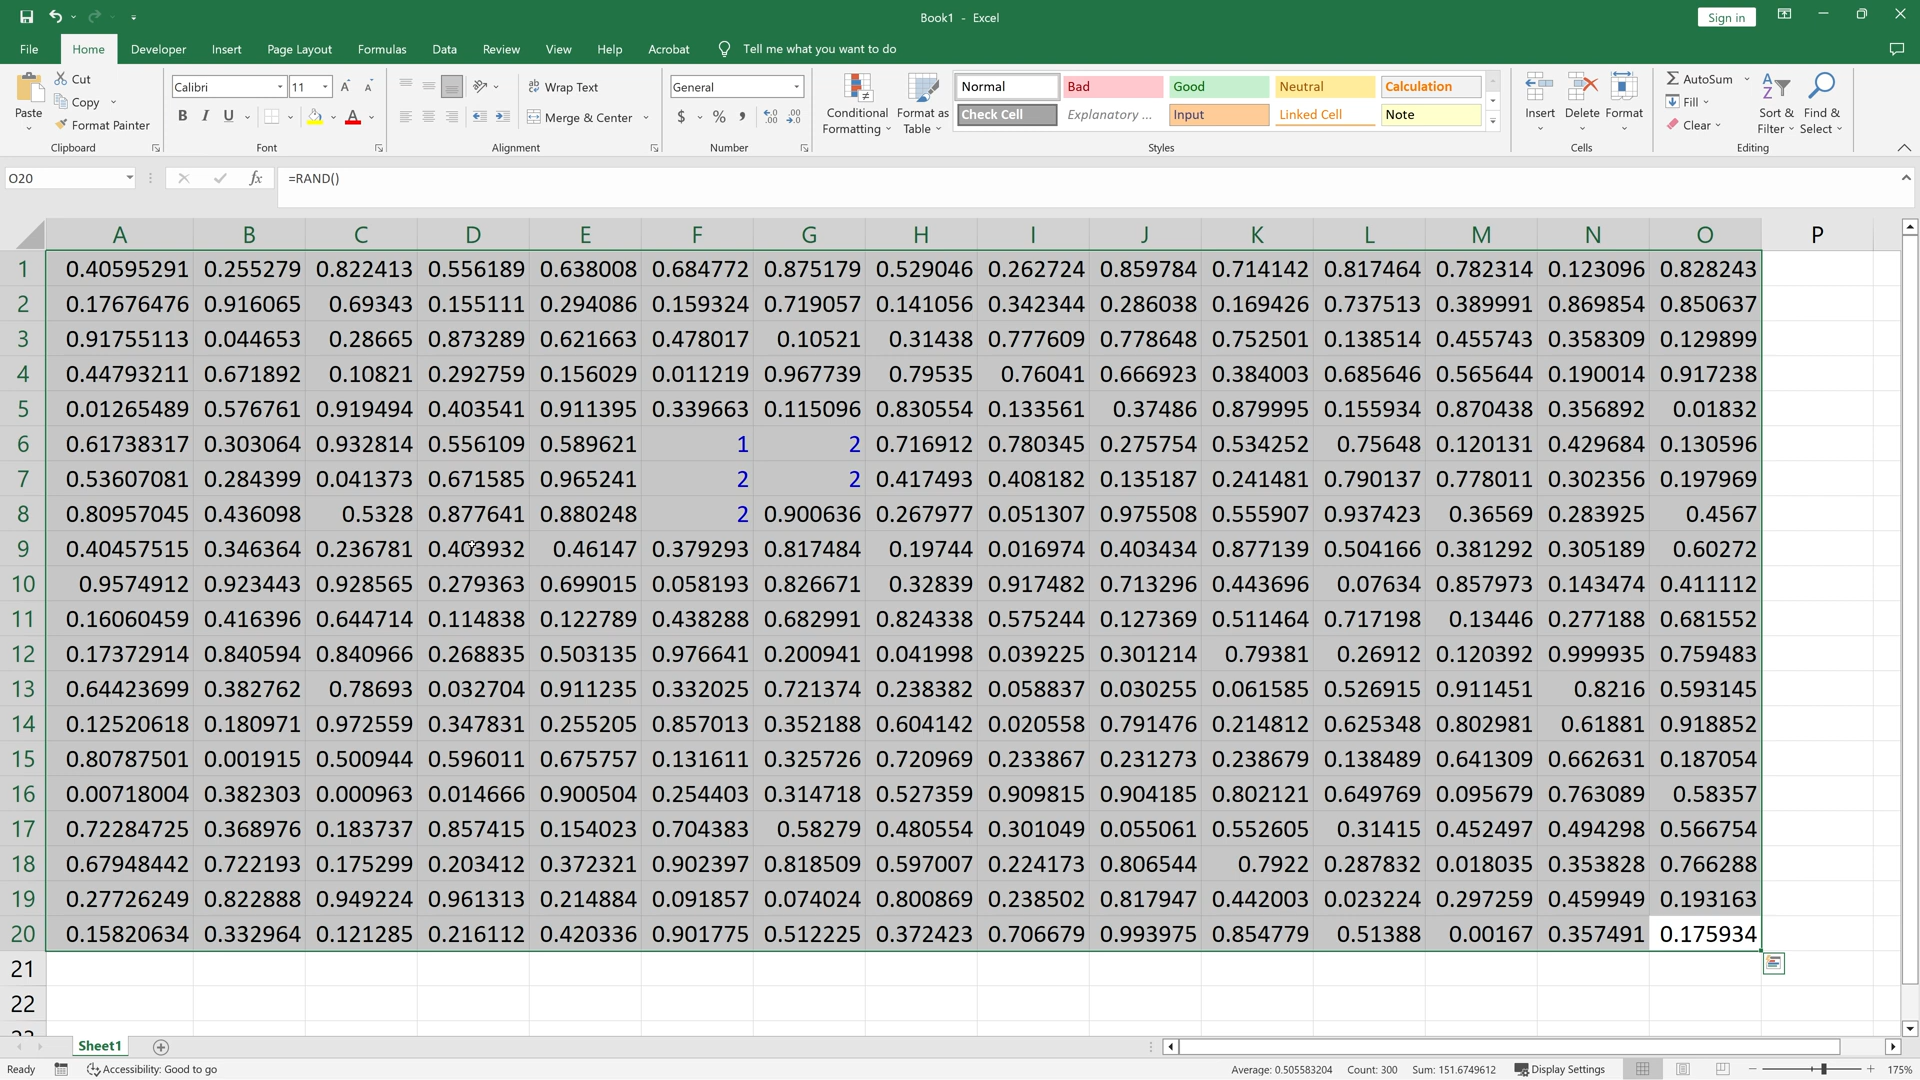 Book1 - Excel
Sign in
File Home Developer Insert Page Layout Formulas Data Review View Help Acrobat Tell me what you want to do
Paste
Cut
Copy
Format Painter
Clipboard
Calibri 11
B I U
Font
Wrap Text
Merge & Center
Alignment
General
$ % ,
Number
Conditional Formatting
Format as Table
Normal Bad Good Neutral Calculation
Check Cell Explanatory ... Input Linked Cell Note
Styles
Insert Delete Format
Cells
AutoSum
Fill
Clear
Sort & Filter
Find & Select
Editing
O20 fx =RAND()
A B C D E F G H I J K L M N O P
1 0.40595291 0.255279 0.822413 0.556189 0.638008 0.684772 0.875179 0.529046 0.262724 0.859784 0.714142 0.817464 0.782314 0.123096 0.828243
2 0.17676476 0.916065 0.69343 0.155111 0.294086 0.159324 0.719057 0.141056 0.342344 0.286038 0.169426 0.737513 0.389991 0.869854 0.850637
3 0.91755113 0.044653 0.28665 0.873289 0.621663 0.478017 0.10521 0.31438 0.777609 0.778648 0.752501 0.138514 0.455743 0.358309 0.129899
4 0.44793211 0.671892 0.10821 0.292759 0.156029 0.011219 0.967739 0.79535 0.76041 0.666923 0.384003 0.685646 0.565644 0.190014 0.917238
5 0.01265489 0.576761 0.919494 0.403541 0.911395 0.339663 0.115096 0.830554 0.133561 0.37486 0.879995 0.155934 0.870438 0.356892 0.01832
6 0.61738317 0.303064 0.932814 0.556109 0.589621 1 2 0.716912 0.780345 0.275754 0.534252 0.75648 0.120131 0.429684 0.130596
7 0.53607081 0.284399 0.041373 0.671585 0.965241 2 2 0.417493 0.408182 0.135187 0.241481 0.790137 0.778011 0.302356 0.197969
8 0.80957045 0.436098 0.5328 0.877641 0.880248 2 0.900636 0.267977 0.051307 0.975508 0.555907 0.937423 0.36569 0.283925 0.4567
9 0.40457515 0.346364 0.236781 0.403932 0.46147 0.379293 0.817484 0.19744 0.016974 0.403434 0.877139 0.504166 0.381292 0.305189 0.60272
10 0.9574912 0.923443 0.928565 0.279363 0.699015 0.058193 0.826671 0.32839 0.917482 0.713296 0.443696 0.07634 0.857973 0.143474 0.411112
11 0.16060459 0.416396 0.644714 0.114838 0.122789 0.438288 0.682991 0.824338 0.575244 0.127369 0.511464 0.717198 0.13446 0.277188 0.681552
12 0.17372914 0.840594 0.840966 0.268835 0.503135 0.976641 0.200941 0.041998 0.039225 0.301214 0.79381 0.26912 0.120392 0.999935 0.759483
13 0.64423699 0.382762 0.78693 0.032704 0.911235 0.332025 0.721374 0.238382 0.058837 0.030255 0.061585 0.526915 0.911451 0.8216 0.593145
14 0.12520618 0.180971 0.972559 0.347831 0.255205 0.857013 0.352188 0.604142 0.020558 0.791476 0.214812 0.625348 0.802981 0.61881 0.918852
15 0.80787501 0.001915 0.500944 0.596011 0.675757 0.131611 0.325726 0.720969 0.233867 0.231273 0.238679 0.138489 0.641309 0.662631 0.187054
16 0.00718004 0.382303 0.000963 0.014666 0.900504 0.254403 0.314718 0.527359 0.909815 0.904185 0.802121 0.649769 0.095679 0.763089 0.58357
17 0.72284725 0.368976 0.183737 0.857415 0.154023 0.704383 0.58279 0.480554 0.301049 0.055061 0.552605 0.31415 0.452497 0.494298 0.566754
18 0.67948442 0.722193 0.175299 0.203412 0.372321 0.902397 0.818509 0.597007 0.224173 0.806544 0.7922 0.287832 0.018035 0.353828 0.766288
19 0.27726249 0.822888 0.949224 0.961313 0.214884 0.091857 0.074024 0.800869 0.238502 0.817947 0.442003 0.023224 0.297259 0.459949 0.193163
20 0.15820634 0.332964 0.121285 0.216112 0.420336 0.901775 0.512225 0.372423 0.706679 0.993975 0.854779 0.51388 0.00167 0.357491 0.175934
21
22
Sheet1
Ready Accessibility: Good to go Average: 0.505583204 Count: 300 Sum: 151.6749612 Display Settings 175%